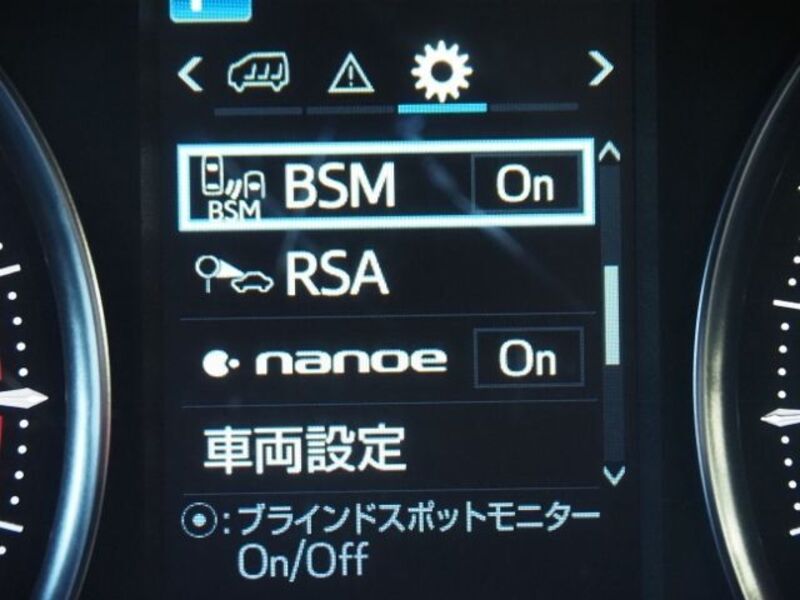 BSM BSM On
RSA
nanoe On
車両設定
:ブラインドスポットモニター
On/Off